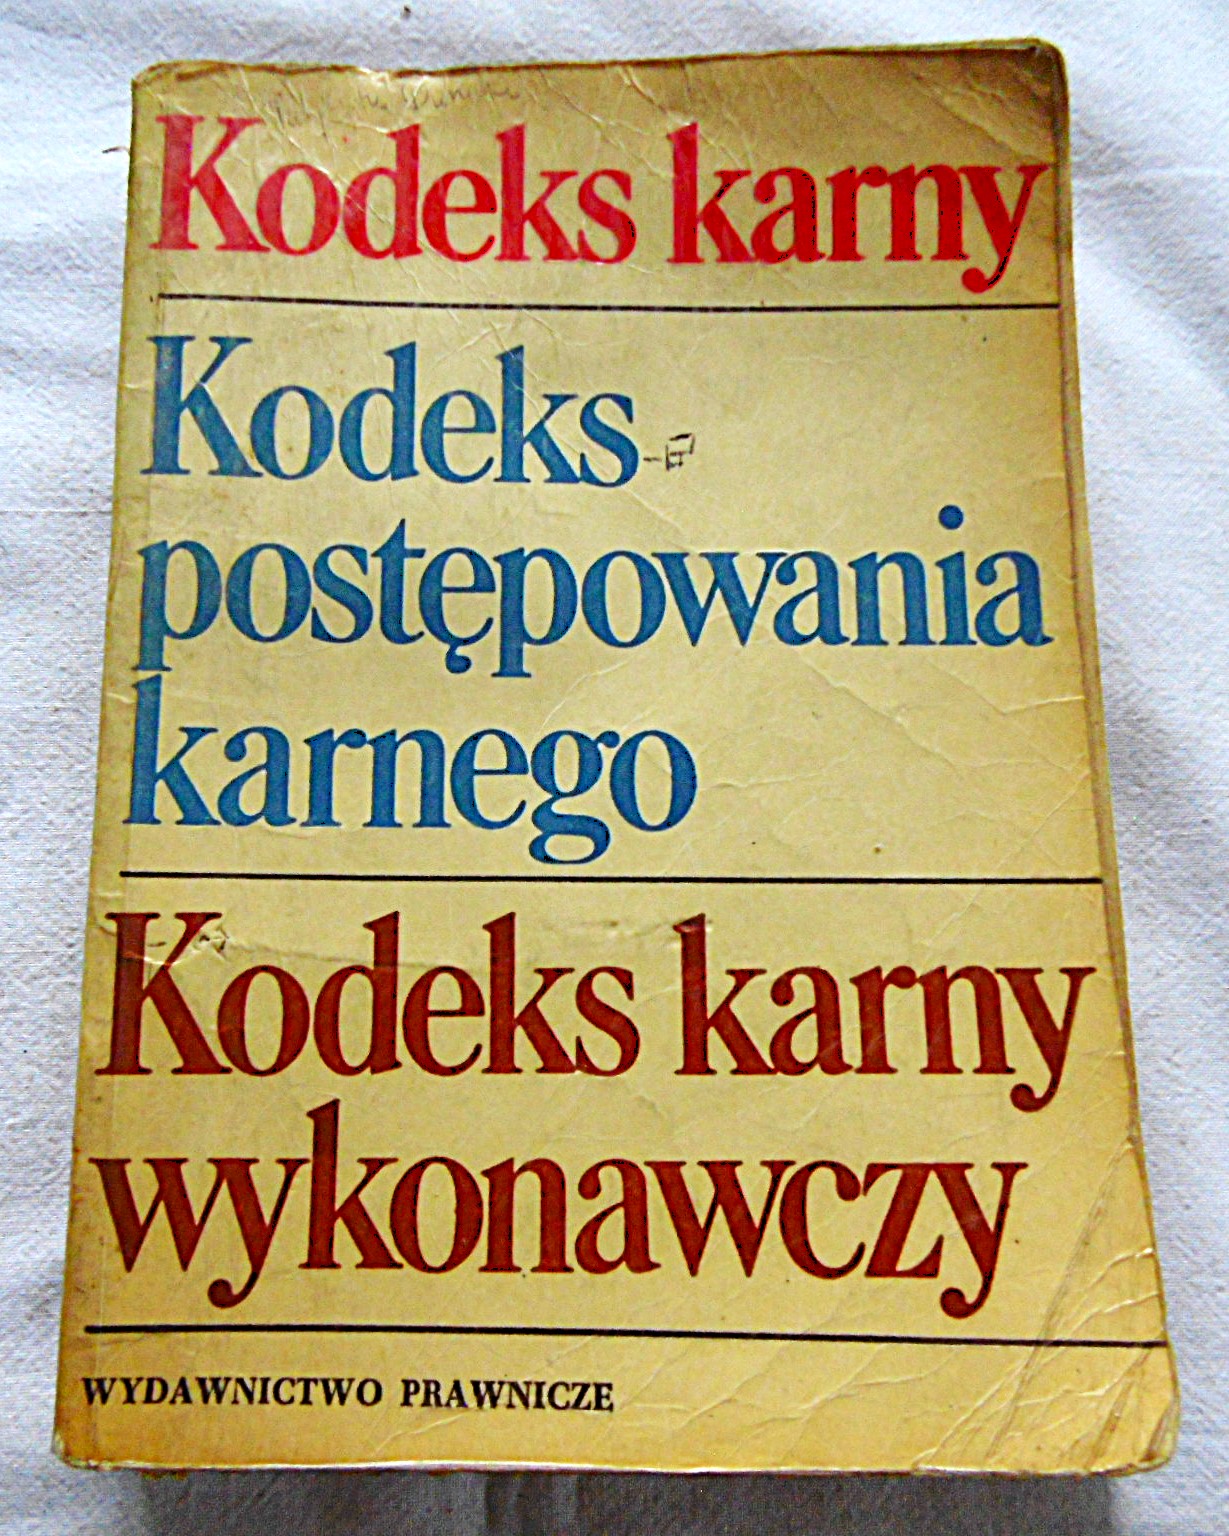 Kodeks karny
Kodeks
postępowania
karnego
Kodeks karny
wykonawczy
WYDAWNICTWO PRAWNICZE